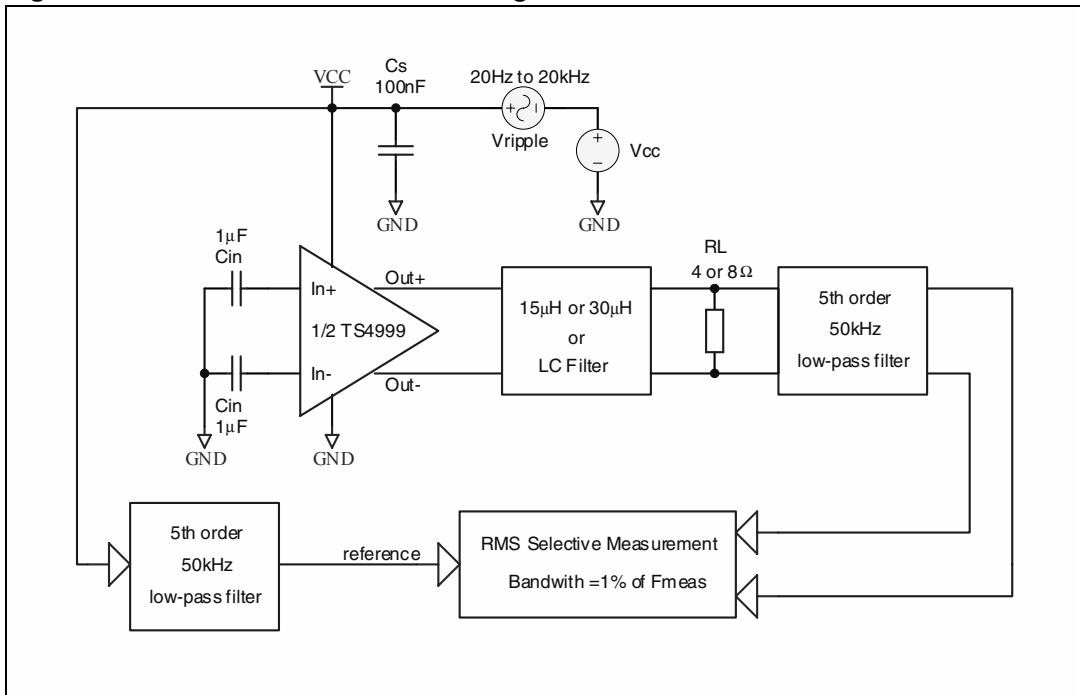 Cs
100nF
20Hz to 20kHz
VCC
+
Vripple
+
-
Vcc
GND
GND
1μF
Cin
In+
Out+
1/2 TS4999
In-
Out-
Cin
1μF
GND
GND
15μH or 30μH
or
LC Filter
RL
4 or 8Ω
5th order
50kHz
low-pass filter
5th order
50kHz
low-pass filter
reference
RMS Selective Measurement
Bandwith =1% of Fmeas